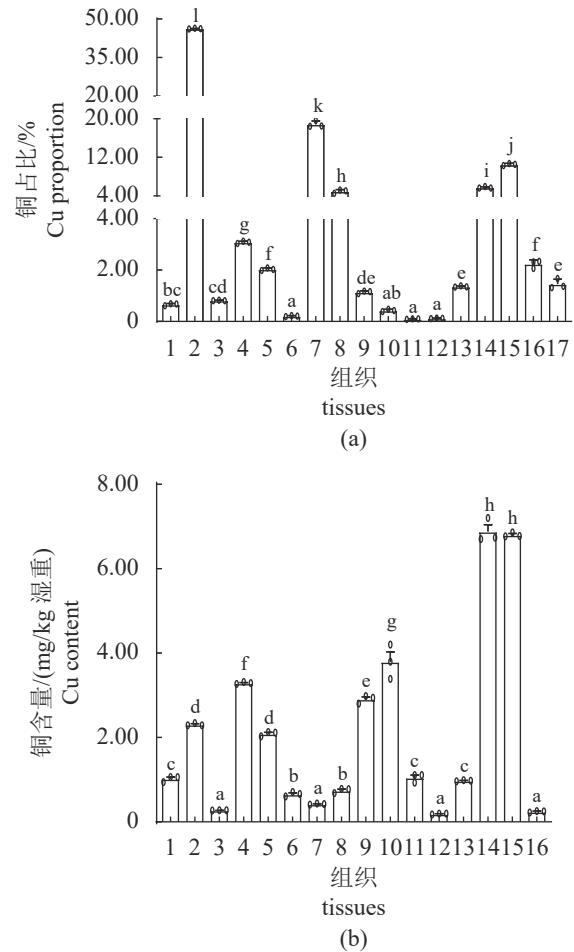 铜占比/%
Cu proportion
50.00
35.00
20.00
20.00
12.00
4.00
4.00
2.00
0
bc l cd g f a k h de ab a a e i j f e
1 2 3 4 5 6 7 8 9 10 11 12 13 14 15 16 17
组织
tissues
(a)
铜含量/(mg/kg 湿重)
Cu content
8.00
6.00
4.00
2.00
0
c d a f d b a b e g c a c h h a
1 2 3 4 5 6 7 8 9 10 11 12 13 14 15 16
组织
tissues
(b)